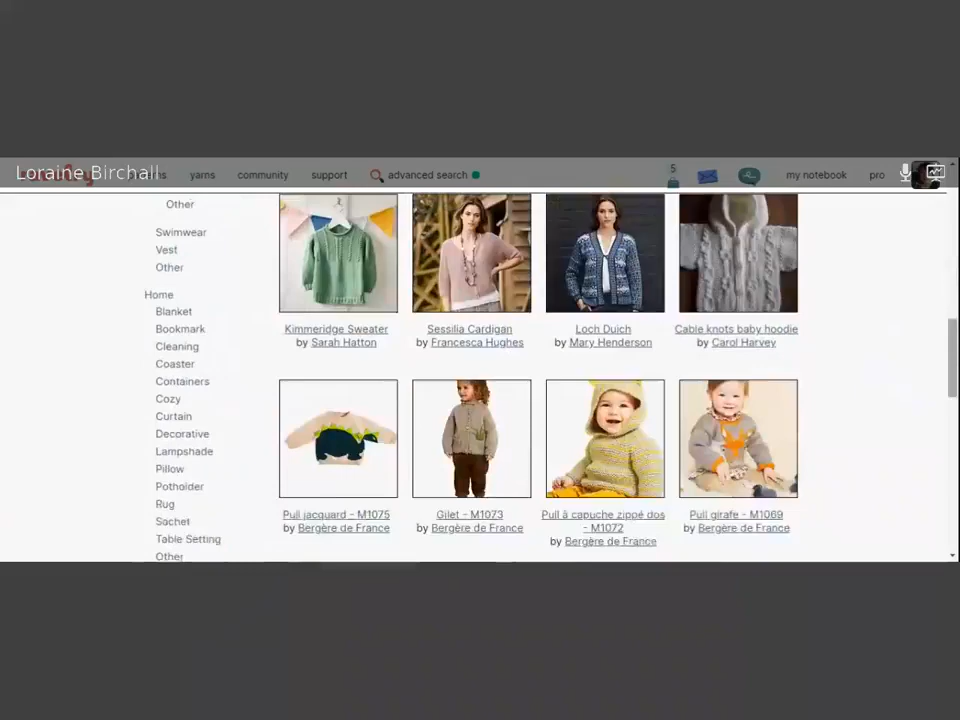 Loraine Birchall
yarns
community
support
advanced search
5
my notebook
pro
Other
Swimwear
Vest
Other
Home
Blanket
Bookmark
Cleaning
Coaster
Containers
Cozy
Curtain
Decorative
Lampshade
Pillow
Potholder
Rug
Sachet
Table Setting
Other
Kimmeridge Sweater
by Sarah Hatton
Sessilia Cardigan
by Francesca Hughes
Loch Duich
by Mary Henderson
Cable knots baby hoodie
by Carol Harvey
Pull jacquard - M1075
by Bergère de France
Gilet - M1073
by Bergère de France
Pull à capuche zippé dos
- M1072
by Bergère de France
Pull girafe - M1069
by Bergère de France